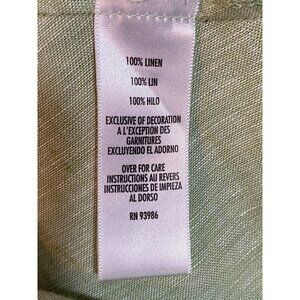 100% LINEN
100% LIN
100% HILO
EXCLUSIVE OF DECORATION
A L'EXCEPTION DES
GARNITURES
EXCLUYENDO EL ADORNO
OVER FOR CARE
INSTRUCTIONS AU REVERS
INSTRUCCIONES DE IMPIEZA
AL DORSO
RN 93986